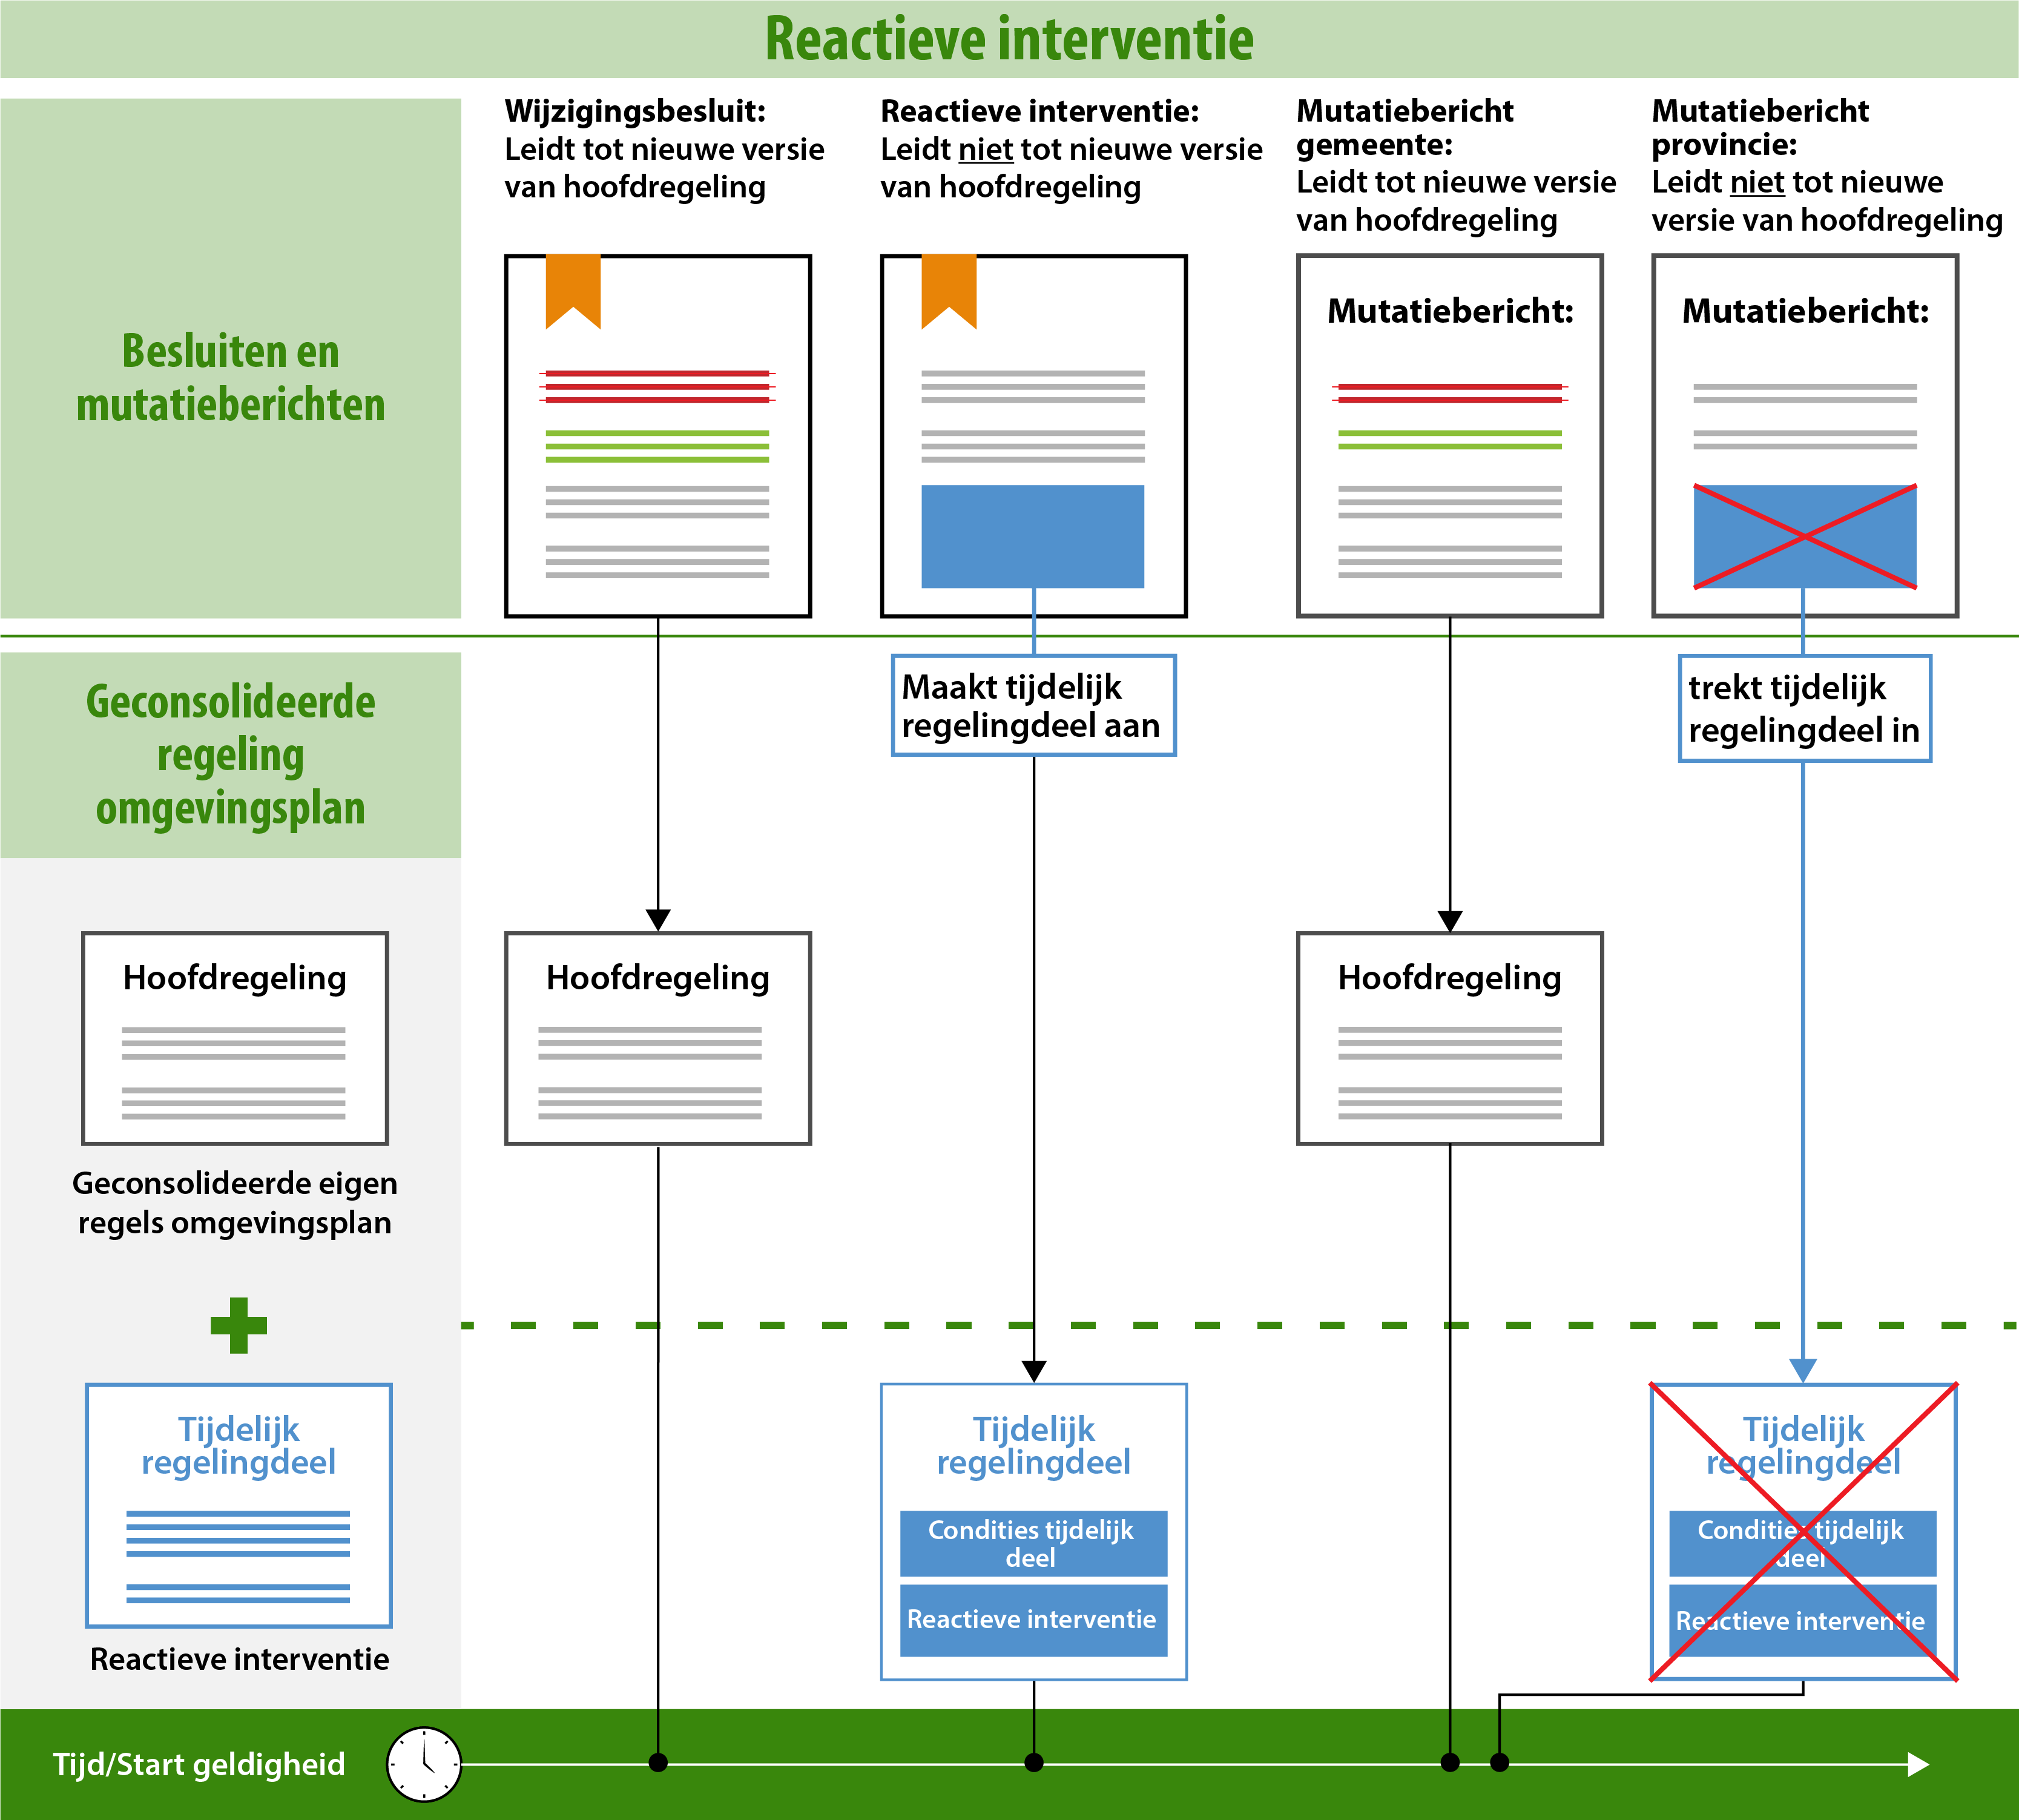 Reactieve interventie
Besluiten en
mutatieberichten
Wijzigingsbesluit:
Leidt tot nieuwe versie
van hoofdregeling
Reactieve interventie:
Leidt niet tot nieuwe versie
van hoofdregeling
Mutatiebericht
gemeente:
Leidt tot nieuwe versie
van hoofdregeling
Mutatiebericht
provincie:
Leidt niet tot nieuwe
versie van hoofdregeling
Mutatiebericht:
Mutatiebericht:
Geconsolideerde
regeling
omgevingsplan
Maakt tijdelijk
regelingdeel aan
trekt tijdelijk
regelingdeel in
Hoofdregeling
Geconsolideerde eigen
regels omgevingsplan
Hoofdregeling
Hoofdregeling
Tijdelijk
regelingdeel
Reactieve interventie
Tijdelijk
regelingdeel
Condities tijdelijk
deel
Reactieve interventie
Tijdelijk
regelingdeel
Condities tijdelijk
deel
Reactieve interventie
Tijd/Start geldigheid